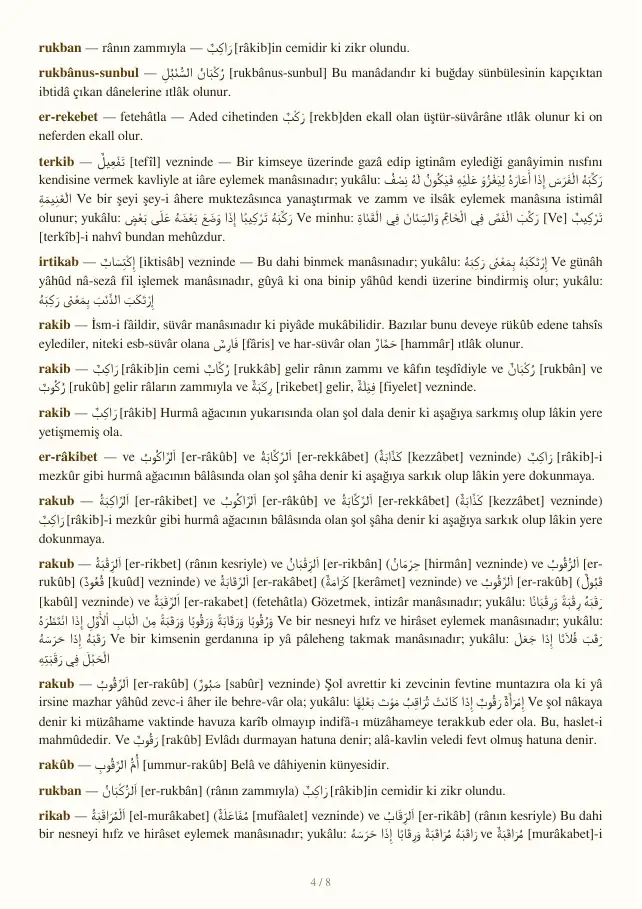 rukban — rânın zammıyla — رَاكِبٌ [râkib]in cemidir ki zikr olundu.
rukbânus-sunbul — رُكْبَانُ السُّنْبُلِ [rukbânus-sunbul] Bu manâdandır ki buğday sünbülesinin kapçıktan
ibtidâ çıkan dânelerine ıtlâk olunur.
er-rekebet — fetehâtla — Aded cihetinden رَكْبٌ [rekb]den ekall olan üştür-süvârâne ıtlâk olunur ki on
neferden ekall olur.
terkib — تَفْعِيلٌ [tefîl] vezninde — Bir kimseye üzerinde gazâ edip igtinâm eylediği ganâyimin nısfını
kendisine vermek kavliyle at iâre eylemek manâsınadır; yukâlu: رَكَّبَهُ الْفَرَسَ إِذَا أَعَارَهُ لِيَغْزُوَ عَلَيْهِ فَيَكُونُ لَهُ نِصْفُ
الْغَنِيمَةِ Ve bir şeyi şey-i âhere muktezâsınca yanaştırmak ve zamm ve ilsâk eylemek manâsına istimâl
olunur; yukâlu: رَكَّبَهُ تَرْكِيبًا إِذَا وَضَعَ بَعْضَهُ عَلَى بَعْضٍ Ve minhu: رَكَّبَ الْفَصَّ فِي الْخَاتِمِ وَالسِّنَانَ فِي الْقَنَاةِ [Ve] تَرْكِيبٌ
[terkîb]-i nahvî bundan mehûzdur.
irtikab — إِكْتِسَابٌ [iktisâb] vezninde — Bu dahi binmek manâsınadır; yukâlu: إِرْتَكَبَهُ بِمَعْنَى رَكِبَهُ Ve günâh
yâhûd nâ-sezâ fil işlemek manâsınadır, gûyâ ki ona binip yâhûd kendi üzerine bindirmiş olur; yukâlu:
إِرْتَكَبَ الذَّنْبَ بِمَعْنَى رَكِبَهُ
rakib — İsm-i fâildir, süvâr manâsınadır ki piyâde mukâbilidir. Bazılar bunu deveye rükûb edene tahsîs
eylediler, niteki esb-süvâr olana فَارِسٌ [fâris] ve har-süvâr olan حَمَّارٌ [hammâr] ıtlâk olunur.
rakib — رَاكِبٌ [râkib]in cemi رُكَّابٌ [rukkâb] gelir rânın zammı ve kâfın teşdîdiyle ve رُكْبَانٌ [rukbân] ve
رُكُوبٌ [rukûb] gelir râların zammıyla ve رِكَبَةٌ [rikebet] gelir, فِيَلَةٌ [fiyelet] vezninde.
rakib — رَاكِبٌ [râkib] Hurmâ ağacının yukarısında olan şol dala denir ki aşağıya sarkmış olup lâkin yere
yetişmemiş ola.
er-râkibet — ve اَلرَّاكُوبُ [er-râkûb] ve اَلرَّكَّابَةُ [er-rekkâbet] (كَذَّابَةٌ [kezzâbet] vezninde) رَاكِبٌ [râkib]-i
mezkûr gibi hurmâ ağacının bâlâsında olan şol şâha denir ki aşağıya sarkık olup lâkin yere dokunmaya.
rakub — اَلرَّاكِبَةُ [er-râkibet] ve اَلرَّاكُوبُ [er-râkûb] ve اَلرَّكَّابَةُ [er-rekkâbet] (كَذَّابَةٌ [kezzâbet] vezninde)
رَاكِبٌ [râkib]-i mezkûr gibi hurmâ ağacının bâlâsında olan şol şâha denir ki aşağıya sarkık olup lâkin yere
dokunmaya.
rakub — اَلرِّقْبَةُ [er-rikbet] (rânın kesriyle) ve اَلرِّقْبَانُ [er-rikbân] (حِرْمَانٌ [hirmân] vezninde) ve اَلرُّقُوبُ [er-
rukûb] (قُعُودٌ [kuûd] vezninde) ve اَلرَّقَابَةُ [er-rakâbet] (كَرَامَةٌ [kerâmet] vezninde) ve اَلرَّقُوبُ [er-rakûb] (قَبُولٌ
[kabûl] vezninde) ve اَلرَّقَبَةُ [er-rakabet] (fetehâtla) Gözetmek, intizâr manâsınadır; yukâlu: رَقَبَهُ رِقْبَةً وَرِقْبَانًا
وَرُقُوبًا وَرَقَابَةً وَرَقُوبًا وَرَقَبَةً مِنَ الْبَابِ اْلأَوَّلِ إِذَا انْتَظَرَهُ Ve bir nesneyi hıfz ve hirâset eylemek manâsınadır; yukâlu:
رَقَبَهُ إِذَا حَرَسَهُ Ve bir kimsenin gerdanına ip yâ pâleheng takmak manâsınadır; yukâlu: رَقَبَ فُلاَنًا إِذَا جَعَلَ
الْحَبْلَ فِي رَقَبَتِهِ
rakub — اَلرَّقُوبُ [er-rakûb] (صَبُورٌ [sabûr] vezninde) Şol avrettir ki zevcinin fevtine muntazıra ola ki yâ
irsine mazhar yâhûd zevc-i âher ile behre-vâr ola; yukâlu: إِمْرَأَةٌ رَقُوبٌ إِذَا كَانَتْ تُرَاقِبُ مَوْتَ بَعْلِهَا Ve şol nâkaya
denir ki müzâhame vaktinde havuza karîb olmayıp indifâ-ı müzâhameye terakkub eder ola. Bu, haslet-i
mahmûdedir. Ve رَقُوبٌ [rakûb] Evlâdı durmayan hatuna denir; alâ-kavlin veledi fevt olmuş hatuna denir.
rakûb — أُمُّ الرَّقُوبِ [ummur-rakûb] Belâ ve dâhiyenin künyesidir.
rukban — اَلرُّكْبَانُ [er-rukban] (rânın zammıyla) رَاكِبٌ [râkib]in cemidir ki zikr olundu.
rikab — اَلْمُرَاقَبَةُ [el-murâkabet] (مُفَاعَلَةٌ [mufâalet] vezninde) ve اَلرِّقَابُ [er-rikâb] (rânın kesriyle) Bu dahi
bir nesneyi hıfz ve hirâset eylemek manâsınadır; yukâlu: رَاقَبَهُ مُرَاقَبَةً وَرِقَابًا إِذَا حَرَسَهُ ve مُرَاقَبَةٌ [murâkabet]-i
4 / 8